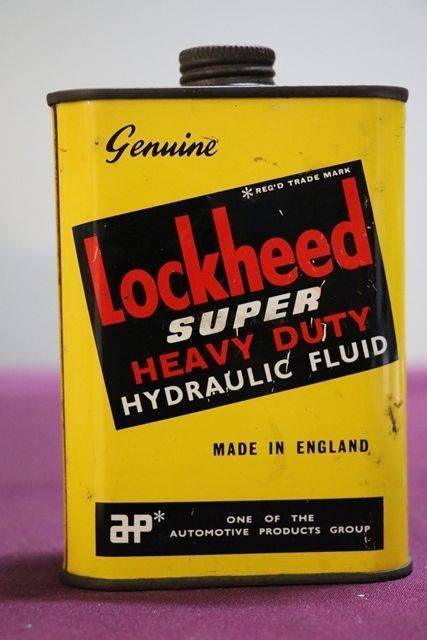 Genuine
*REG'D TRADE MARK
Lockheed
SUPER
HEAVY DUTY
HYDRAULIC FLUID
MADE IN ENGLAND
aP*
ONE OF THE
AUTOMOTIVE PRODUCTS GROUP